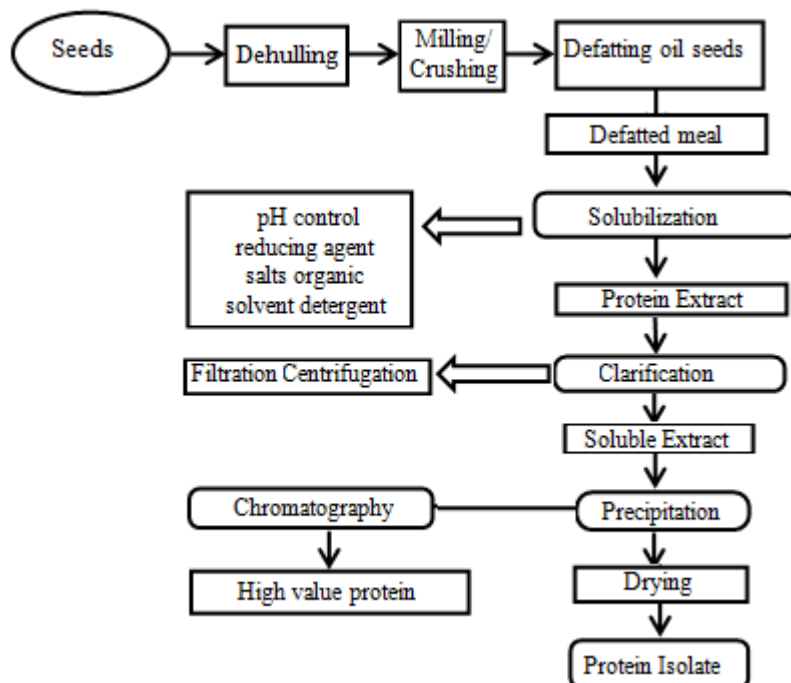 Seeds
Dehulling
Milling/
Crushing
Defatting oil seeds
Defatted meal
Solubilization
pH control
reducing agent
salts organic
solvent detergent
Protein Extract
Filtration Centrifugation
Clarification
Soluble Extract
Chromatography
Precipitation
High value protein
Drying
Protein Isolate